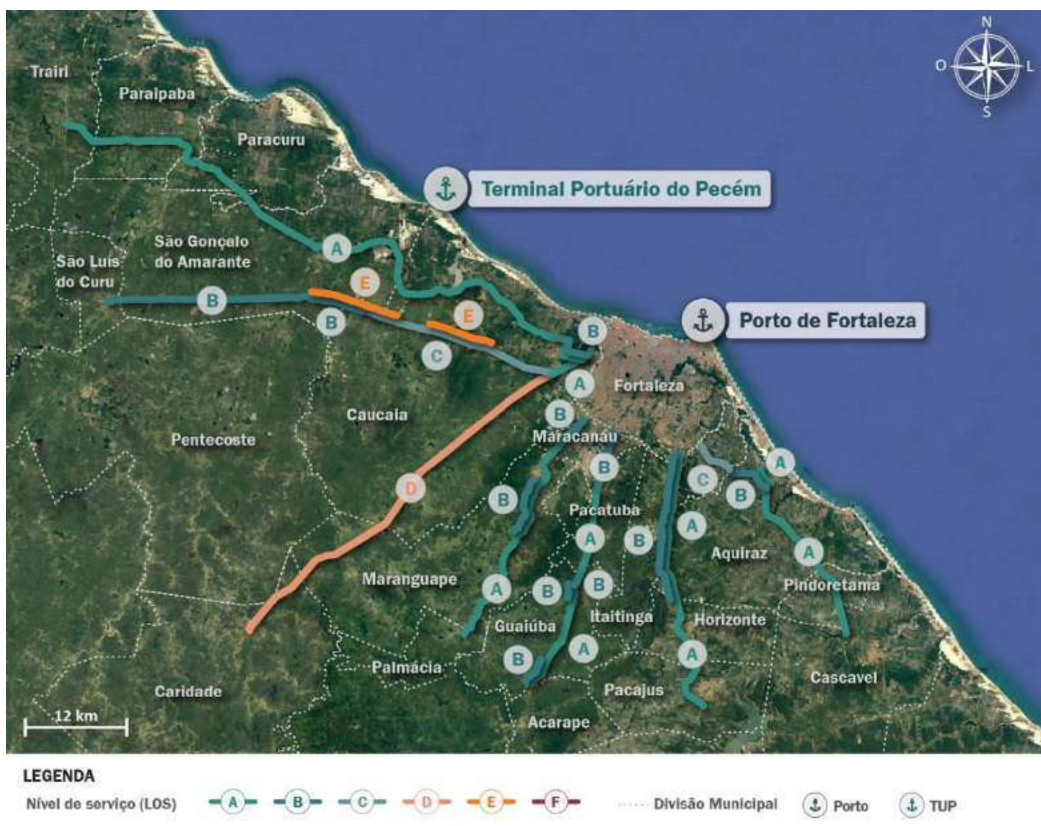 N
O
L
S
Trairi
Paraipaba
Paracuru
Terminal Portuário do Pecém
São Gonçalo
do Amarante
São Luís
do Curu
A
E
B
B
E
C
B
Porto de Fortaleza
Fortaleza
A
Caucaia
B
Maracanaú
Pentecoste
D
B
B
C
A
B
Pacatuba
A
B
A
Aquiraz
A
Pindoretama
Maranguape
A
B
B
Guaiúba
Itaitinga
Horizonte
B
A
A
Palmácia
Caridade
Pacajus
Cascavel
Acarape
12 km
LEGENDA
Nível de serviço (LOS)
A
B
C
D
E
F
Divisão Municipal
Porto
TUP